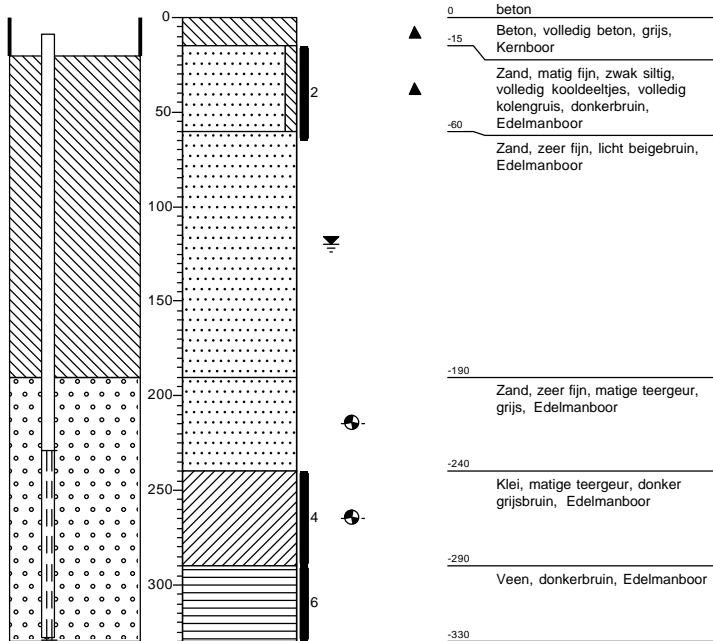 0
50
100
150
200
250
300
2
4
6
0
beton
Beton, volledig beton, grijs,
Kernboor
-15
Zand, matig fijn, zwak siltig,
volledig kooldeeltjes, volledig
kolengruis, donkerbruin,
Edelmanboor
-60
Zand, zeer fijn, licht beigebruin,
Edelmanboor
-190
Zand, zeer fijn, matige teergeur,
grijs, Edelmanboor
-240
Klei, matige teergeur, donker
grijsbruin, Edelmanboor
-290
Veen, donkerbruin, Edelmanboor
-330